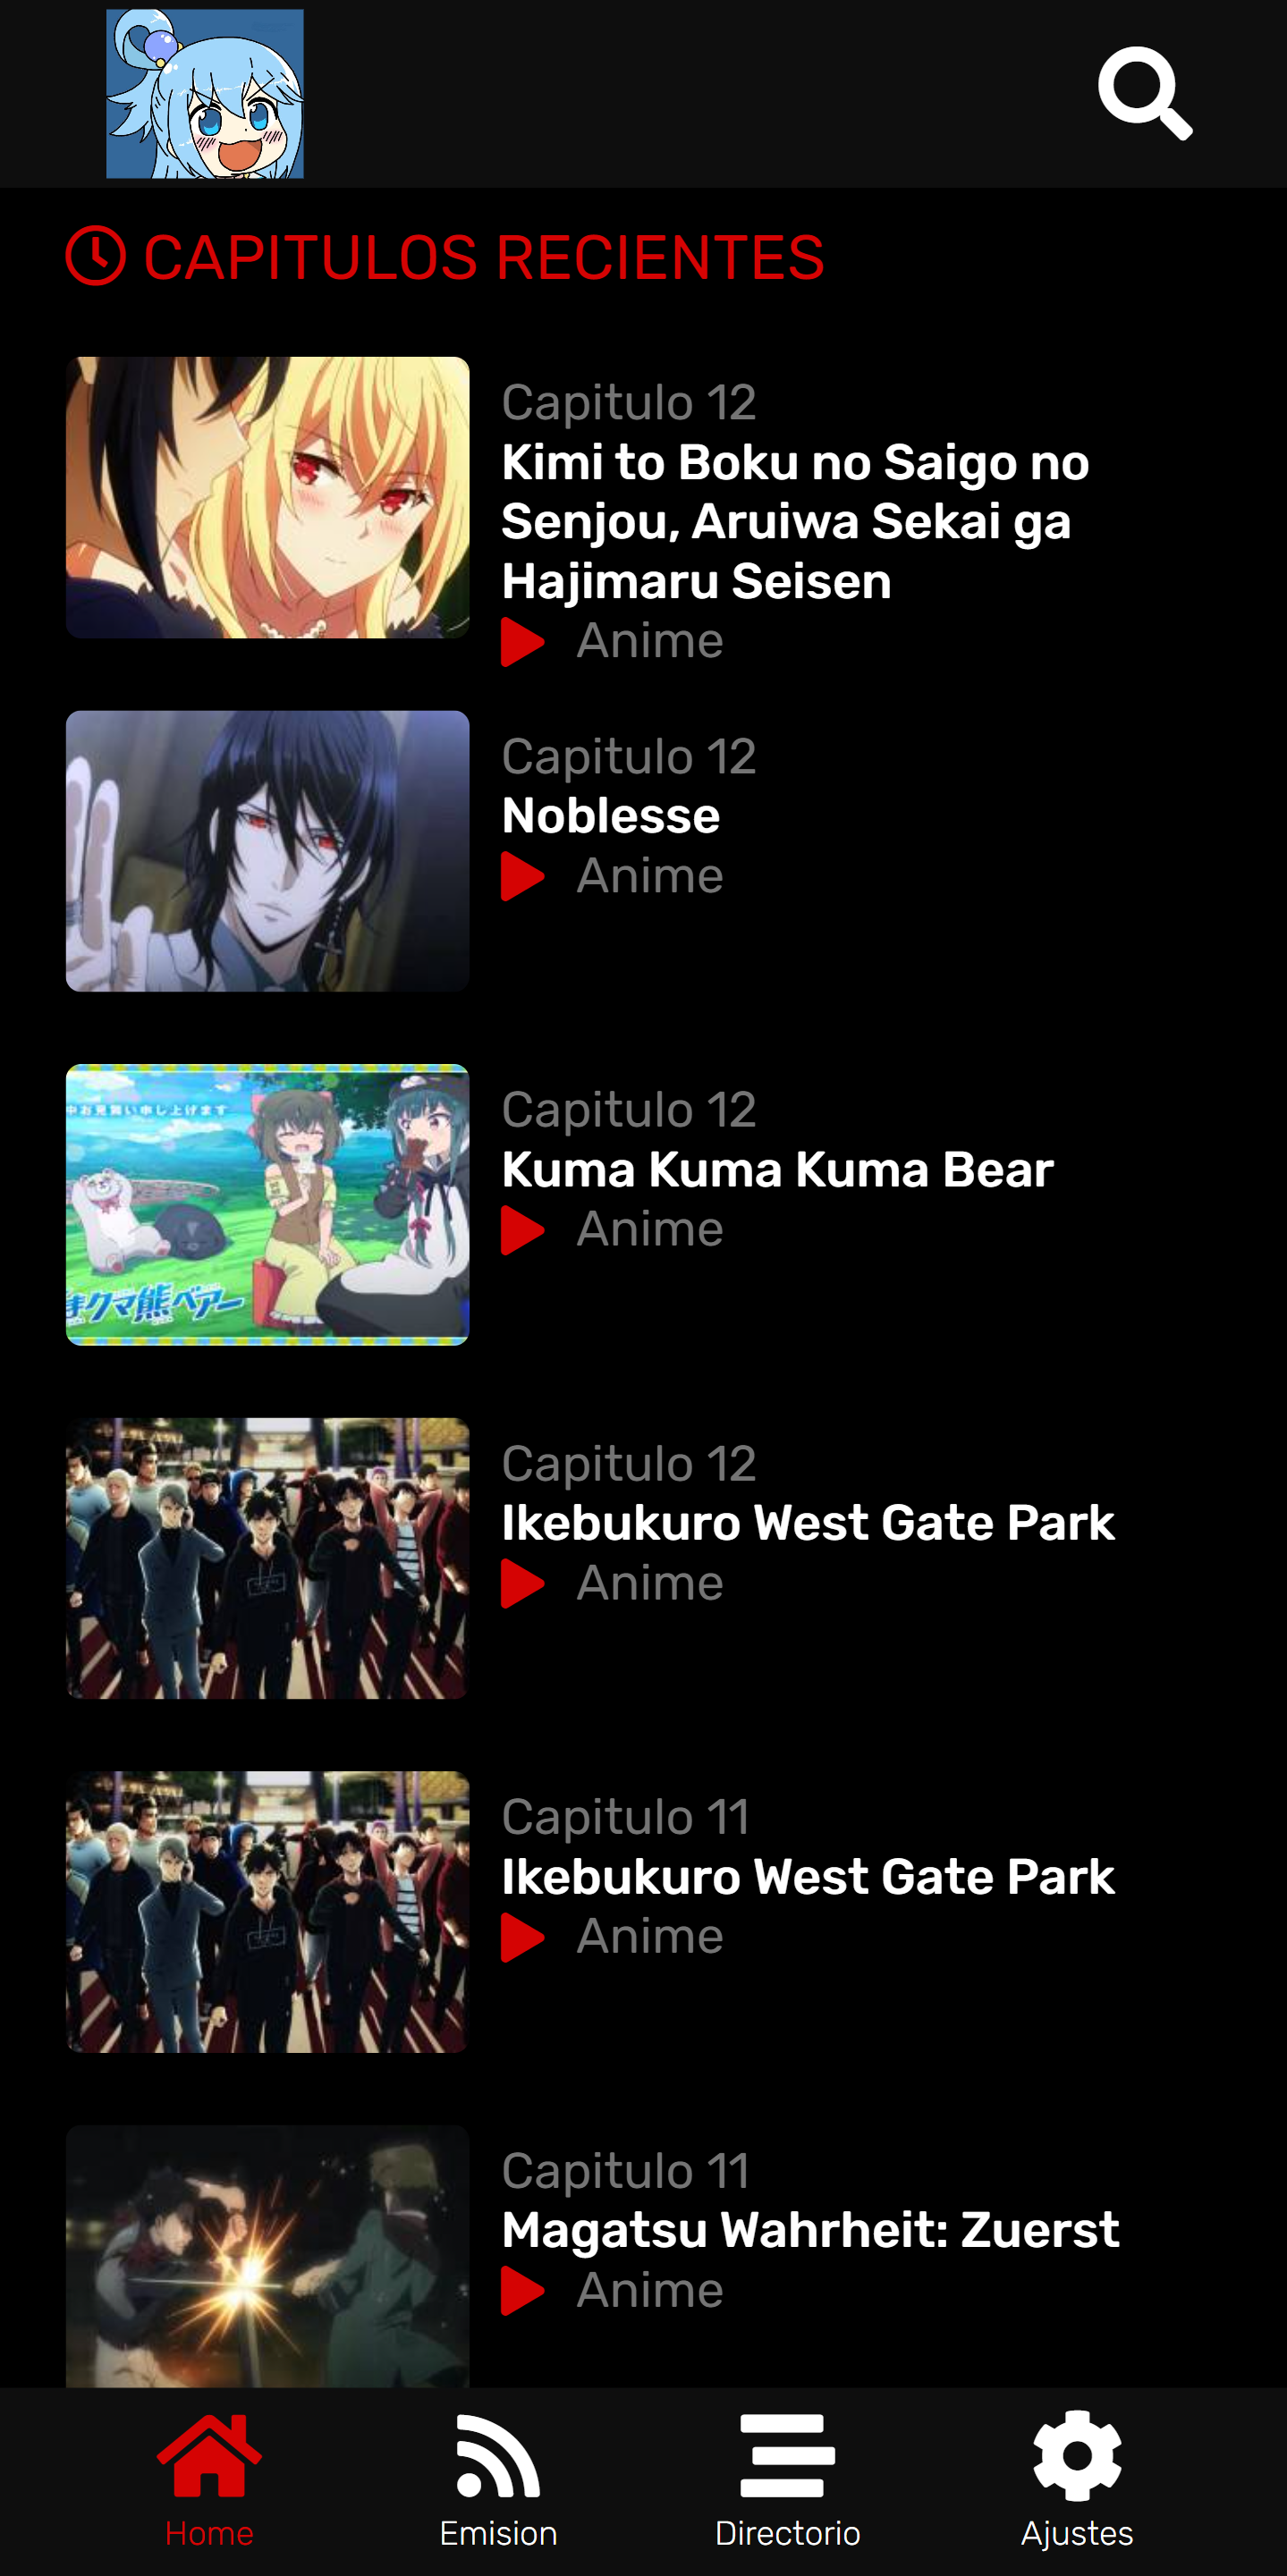 CAPITULOS RECIENTES
Capitulo 12
Kimi to Boku no Saigo no
Senjou, Aruiwa Sekai ga
Hajimaru Seisen
Anime
Capitulo 12
Noblesse
Anime
中お見舞い申し上げます
クマ熊ベアー
Capitulo 12
Kuma Kuma Kuma Bear
Anime
Capitulo 12
Ikebukuro West Gate Park
Anime
Capitulo 11
Ikebukuro West Gate Park
Anime
Capitulo 11
Magatsu Wahrheit: Zuerst
Anime
Home
Emision
Directorio
Ajustes